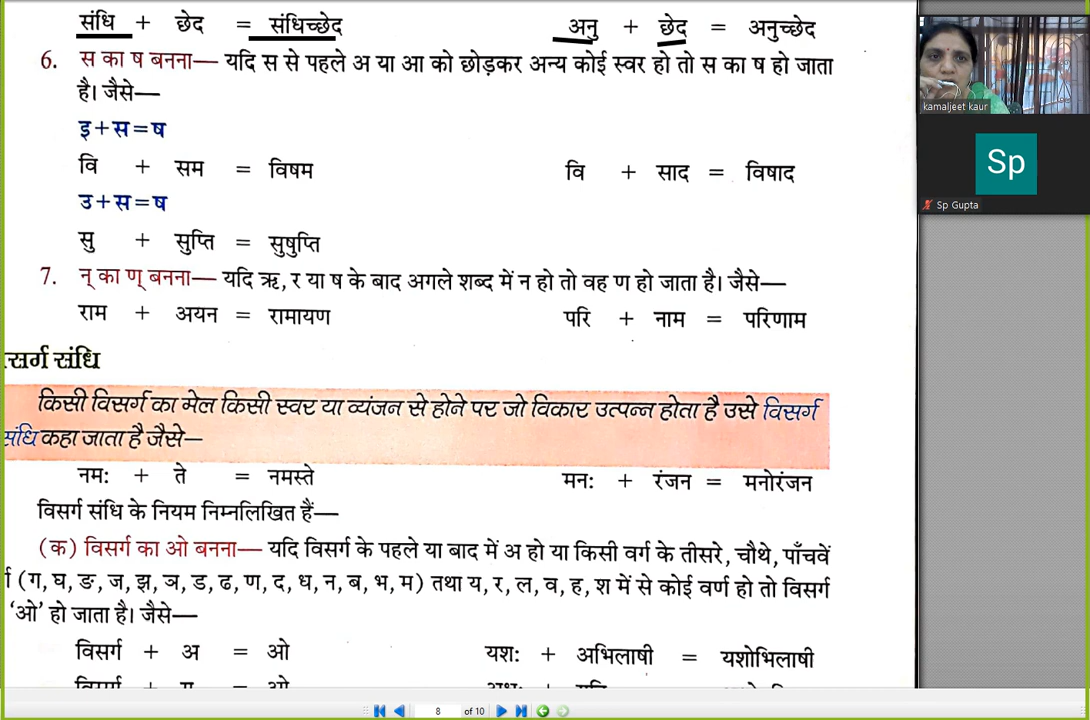 संधि + छेद = संधिच्छेद अनु + छेद = अनुच्छेद
6. स का ष बनना— यदि स से पहले अ या आ को छोड़कर अन्य कोई स्वर हो तो स का ष हो जाता
है। जैसे—
इ+स=ष
वि + सम = विषम वि + साद = विषाद
उ+स=ष
सु + सुप्ति = सुषुप्ति
7. न् का ण् बनना— यदि ऋ, र या ष के बाद अगले शब्द में न हो तो वह ण हो जाता है। जैसे—
राम + अयन = रामायण परि + नाम = परिणाम
सर्ग संधि
किसी विसर्ग का मेल किसी स्वर या व्यंजन से होने पर जो विकार उत्पन्न होता है उसे विसर्ग
संधि कहा जाता है जैसे—
नमः + ते = नमस्ते मनः + रंजन = मनोरंजन
विसर्ग संधि के नियम निम्नलिखित हैं—
(क) विसर्ग का ओ बनना— यदि विसर्ग के पहले या बाद में अ हो या किसी वर्ग के तीसरे, चौथे, पाँचवें
(ग, घ, ङ, ज, झ, ञ, ड, ढ, ण, द, ध, न, ब, भ, म) तथा य, र, ल, व, ह, श में से कोई वर्ण हो तो विसर्ग
'ओ' हो जाता है। जैसे—
विसर्ग + अ = ओ यशः + अभिलाषी = यशोभिलाषी
kamaljeet kaur
Sp
Sp Gupta
8 of 10